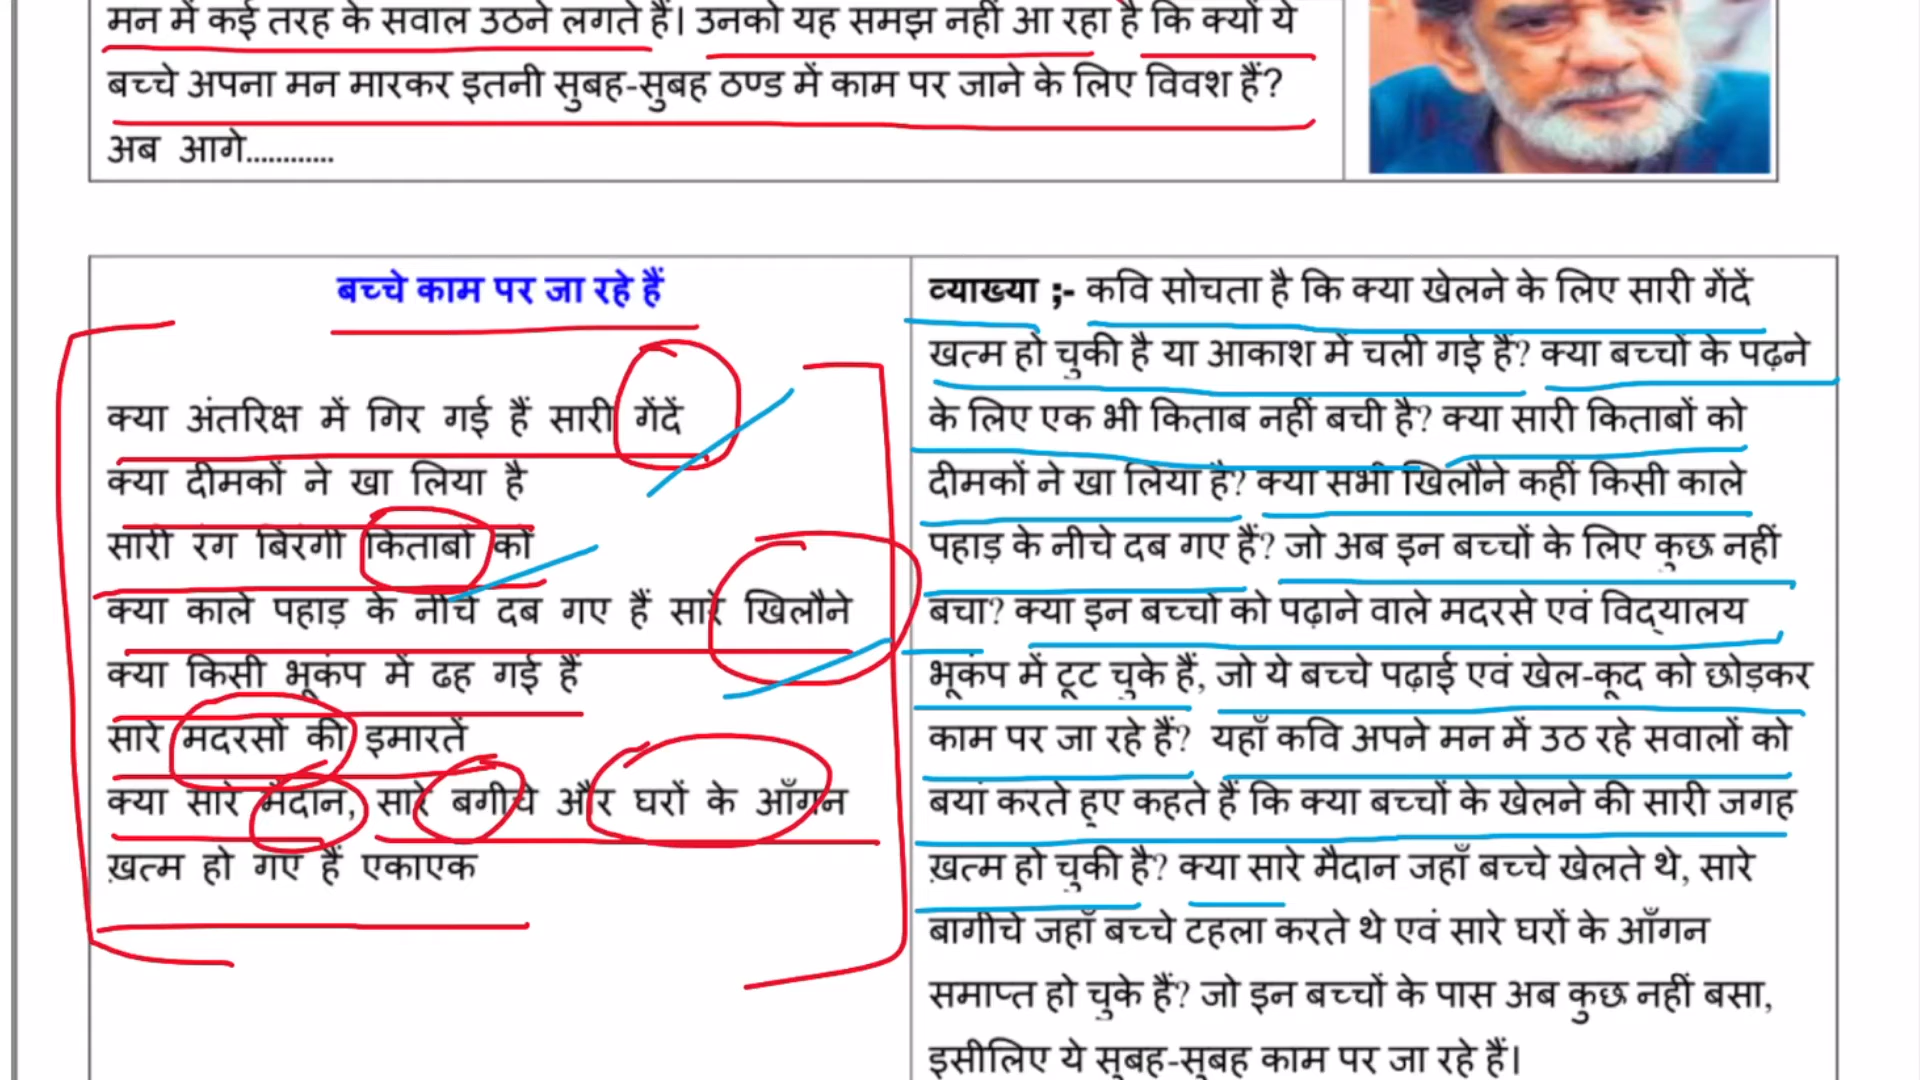 मन में कई तरह के सवाल उठने लगते हैं। उनको यह समझ नहीं आ रहा है कि क्यों ये
बच्चे अपना मन मारकर इतनी सुबह-सुबह ठण्ड में काम पर जाने के लिए विवश हैं?
अब आगे............
बच्चे काम पर जा रहे हैं
क्या अंतरिक्ष में गिर गई हैं सारी गेंदें
क्या दीमकों ने खा लिया है
सारी रंग बिरंगी किताबों को
क्या काले पहाड़ के नीचे दब गए हैं सारे खिलौने
क्या किसी भूकंप में ढह गई हैं
सारे मदरसों की इमारतें
क्या सारे मैदान, सारे बगीचे और घरों के आँगन
ख़त्म हो गए हैं एकाएक
व्याख्या ;- कवि सोचता है कि क्या खेलने के लिए सारी गेंदें
खत्म हो चुकी है या आकाश में चली गई हैं? क्या बच्चों के पढ़ने
के लिए एक भी किताब नहीं बची है? क्या सारी किताबों को
दीमकों ने खा लिया है? क्या सभी खिलौने कहीं किसी काले
पहाड़ के नीचे दब गए हैं? जो अब इन बच्चों के लिए कुछ नहीं
बचा? क्या इन बच्चों को पढ़ाने वाले मदरसे एवं विद्यालय
भूकंप में टूट चुके हैं, जो ये बच्चे पढ़ाई एवं खेल-कूद को छोड़कर
काम पर जा रहे हैं? यहाँ कवि अपने मन में उठ रहे सवालों को
बयां करते हुए कहते हैं कि क्या बच्चों के खेलने की सारी जगह
ख़त्म हो चुकी है? क्या सारे मैदान जहाँ बच्चे खेलते थे, सारे
बागीचे जहाँ बच्चे टहला करते थे एवं सारे घरों के आँगन
समाप्त हो चुके हैं? जो इन बच्चों के पास अब कुछ नहीं बसा,
इसीलिए ये सुबह-सुबह काम पर जा रहे हैं।